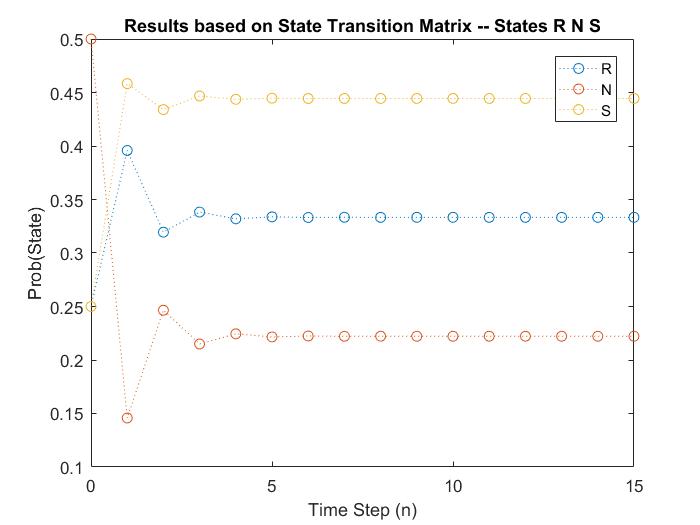 Results based on State Transition Matrix -- States R N S
R
N
S
Prob(State)
0.5
0.45
0.4
0.35
0.3
0.25
0.2
0.15
0.1
0 5 10 15
Time Step (n)